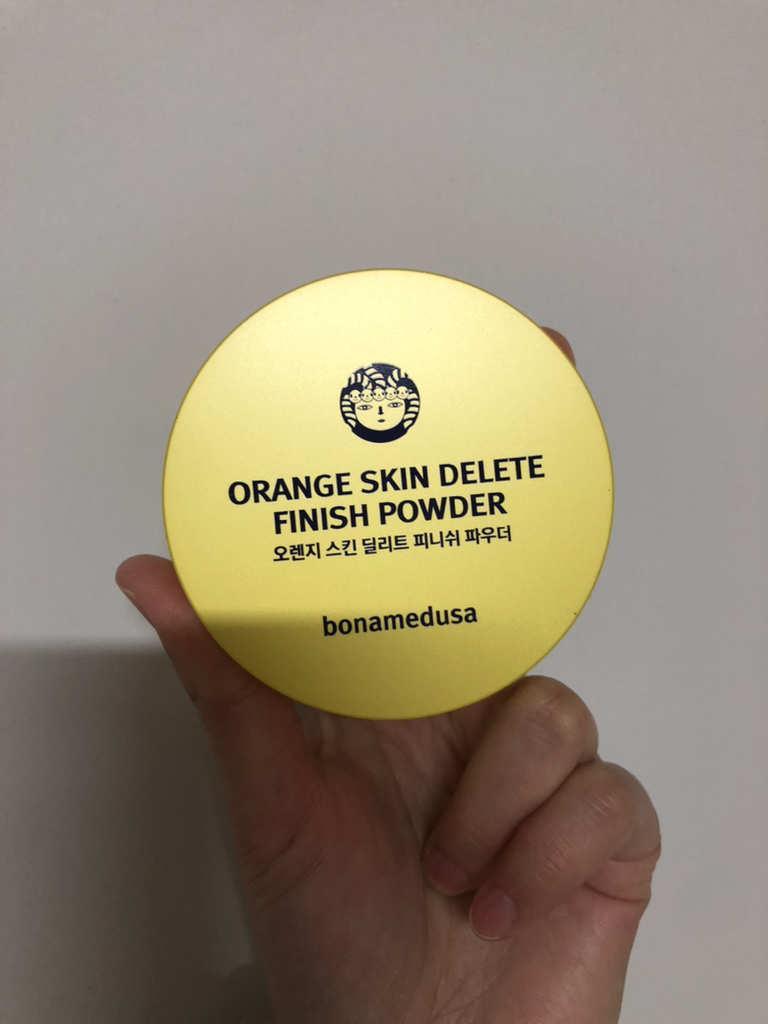 ORANGE SKIN DELETE
FINISH POWDER
오렌지 스킨 딜리트 피니쉬 파우더
bonamedusa